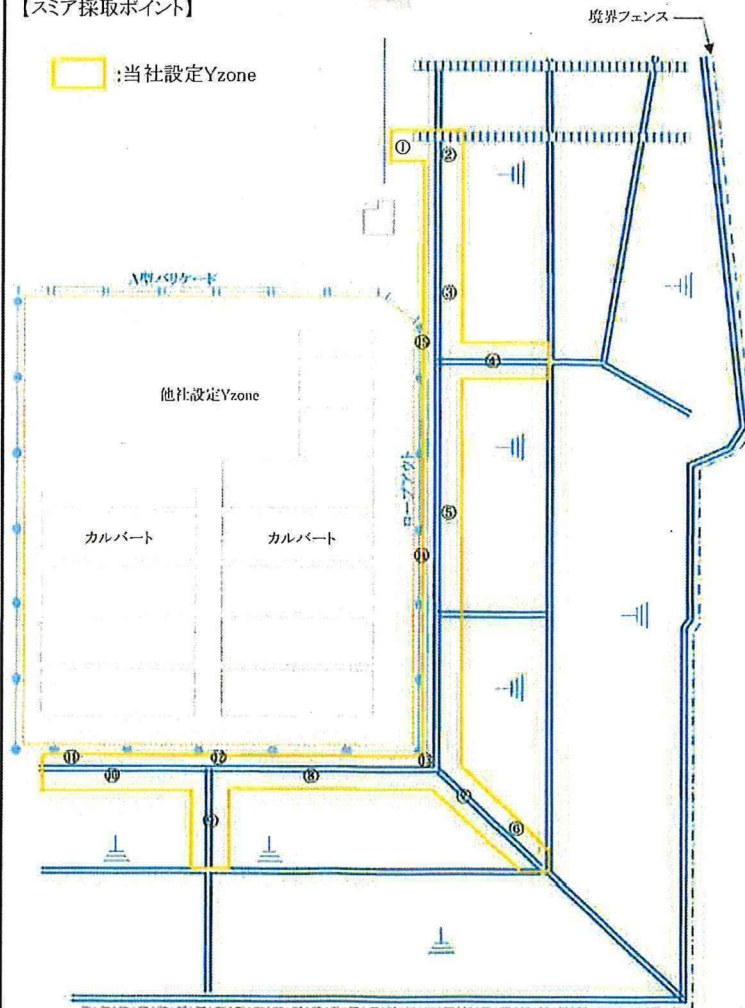 【スミア採取ポイント】
境界フェンス
:当社設定Yzone
①
②
③
A型バリケード
⑮
④
他社設定Yzone
ロープアウト
⑤
カルバート
カルバート
⑭
⑪
⑫
⑬
⑩
⑧
⑦
⑨
⑥